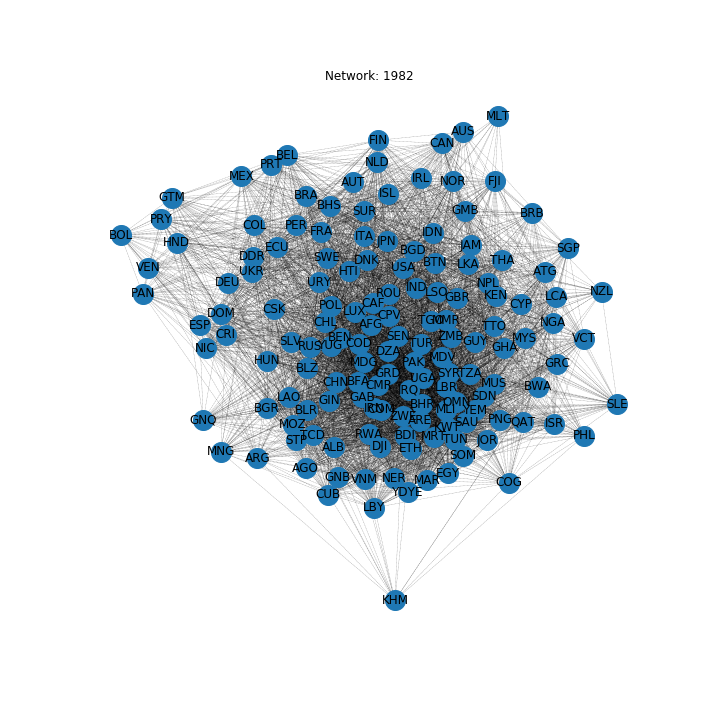 Network: 1982
MLT
AUS
CAN
FIN
BEL
PRT
NLD
MEX
AUT
ISL
IRL
NOR
FJI
GTM
BRA
BHS
SUR
GMB
BRB
PRY
COL
PER
FRA
ITA
JPN
IDN
BOL
HND
ECU
BGD
JAM
SGP
DDR
SWE
DNK
USA
BTN
LKA
THA
VEN
UKR
HTI
ATG
DEU
URY
IND
LSO
NPL
PAN
ROU
GBR
KEN
CYP
LCA
NZL
CSK
POL
LUX
CAF
CPV
DOM
ESP
CHL
AFG
TGO
TTO
NGA
CRI
BEN
SEN
ZMB
GHA
MYS
VCT
NIC
SLV
RUS
YUG
COD
DZA
TUR
GUY
HUN
BLZ
MDG
PAK
MDV
GRC
CHN
BFA
GRD
UGA
SYR
TZA
CMR
IRQ
LBR
MUS
BWA
LAO
GIN
GAB
SDN
BGR
BLR
BHR
MLI
OMN
YEM
SLE
GNQ
MOZ
ZWE
ARE
SAU
PNG
QAT
ISR
STP
TCD
RWA
BDI
MRT
KWT
TUN
JOR
PHL
MNG
ARG
ALB
DJI
ETH
SOM
AGO
GNB
VNM
NER
MAR
EGY
COG
CUB
YDYE
LBY
KHM